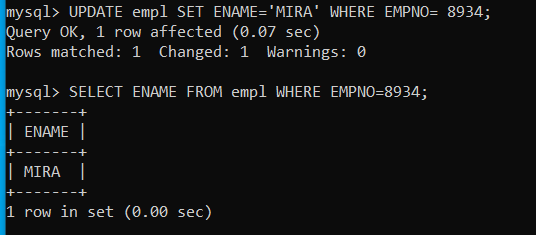 mysql> UPDATE empl SET ENAME='MIRA' WHERE EMPNO= 8934;
Query OK, 1 row affected (0.07 sec)
Rows matched: 1  Changed: 1  Warnings: 0
mysql> SELECT ENAME FROM empl WHERE EMPNO=8934;
+-------+
| ENAME |
+-------+
| MIRA  |
+-------+
1 row in set (0.00 sec)